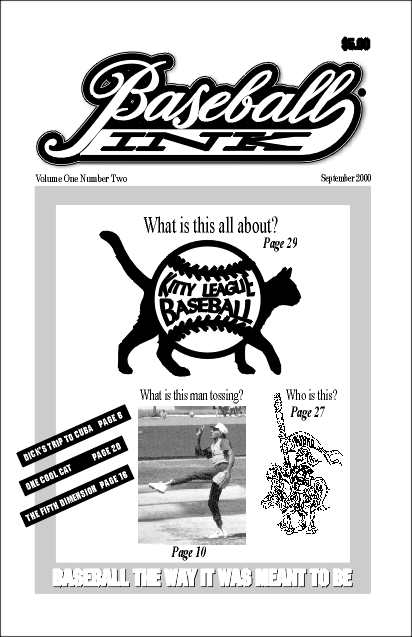 $5.00
Baseball
INK
Volume One Number Two September 2000
What is this all about?
Page 29
KITTY LEAGUE
BASEBALL
What is this man tossing? Who is this?
Page 27
DICK'S TRIP TO CUBA PAGE 6
ONE COOL CAT PAGE 20
THE FIFTH DIMENSION PAGE 16
Page 10
BASEBALL THE WAY IT WAS MEANT TO BE